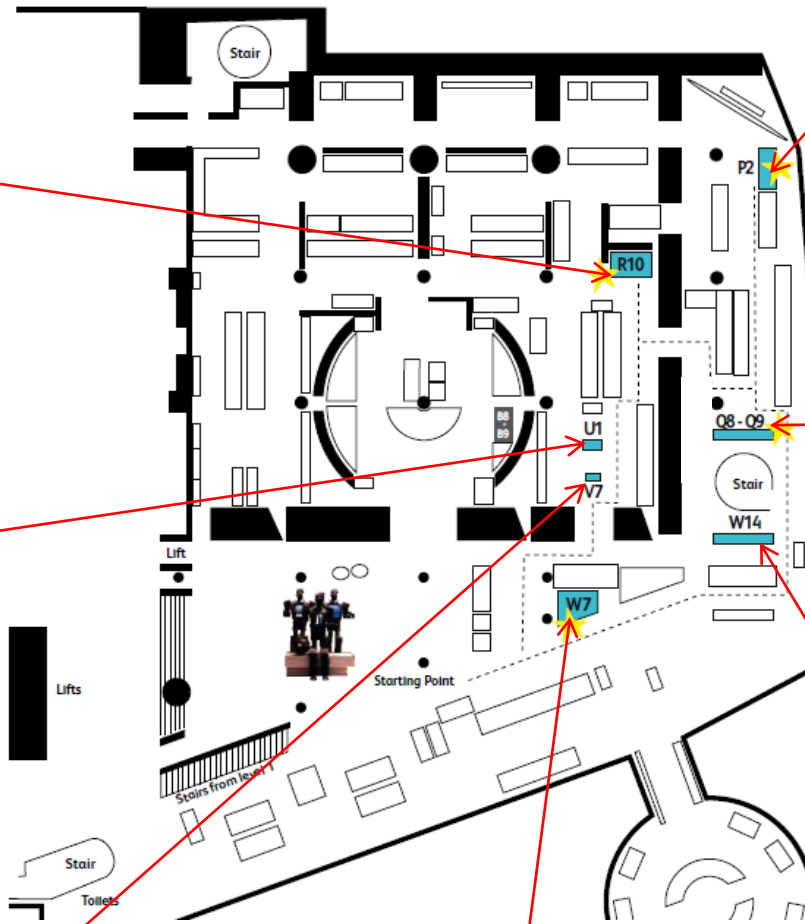 Stair
P2
R10
B8
-
B9
U1
Q8 - Q9
V7
Stair
W14
Lift
W7
Starting Point
Lifts
Stairs from level 1
Stair
Toilets